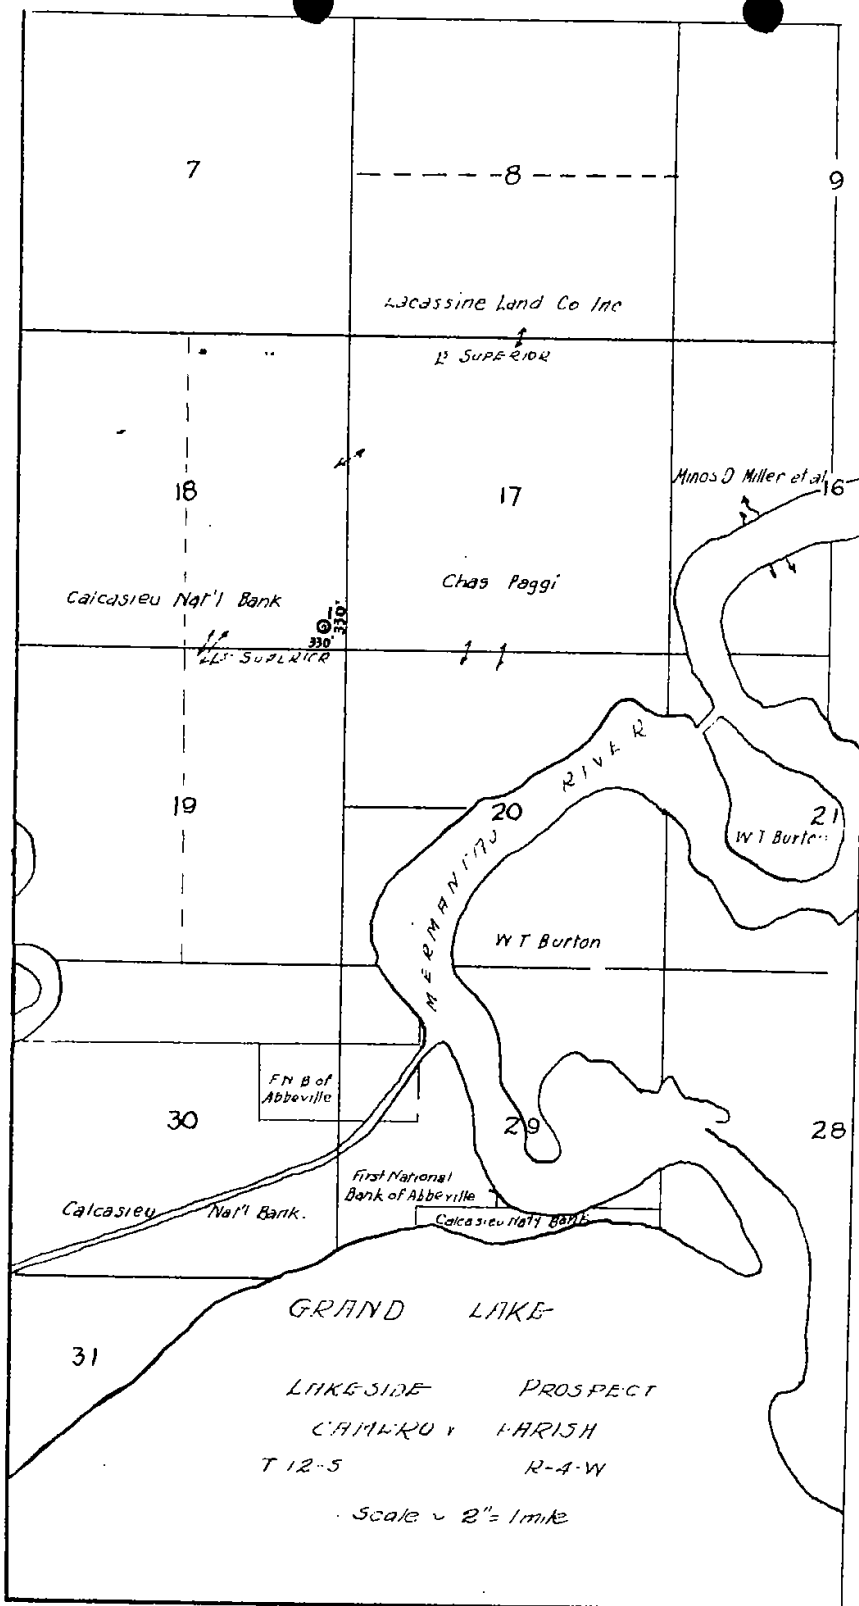 7
8
9
Lacassine Land Co Inc
Ls SUPERIOR
Minos D Miller et al
16
18
17
Calcasieu Nat'l Bank
Chas Paggi
330'
330'
SUPERIOR
RIVER
19
20
21
W T Burton
MERMANTAU
W T Burton
F N B of
Abbeville
30
29
28
First National
Bank of Abbeville
Calcasieu Nat'l Bank.
Calcasieu Nat'l Bank
GRAND LAKE
31
LAKESIDE PROSPECT
CAMERON PARISH
T 12-S R-4-W
Scale 2"= 1mile